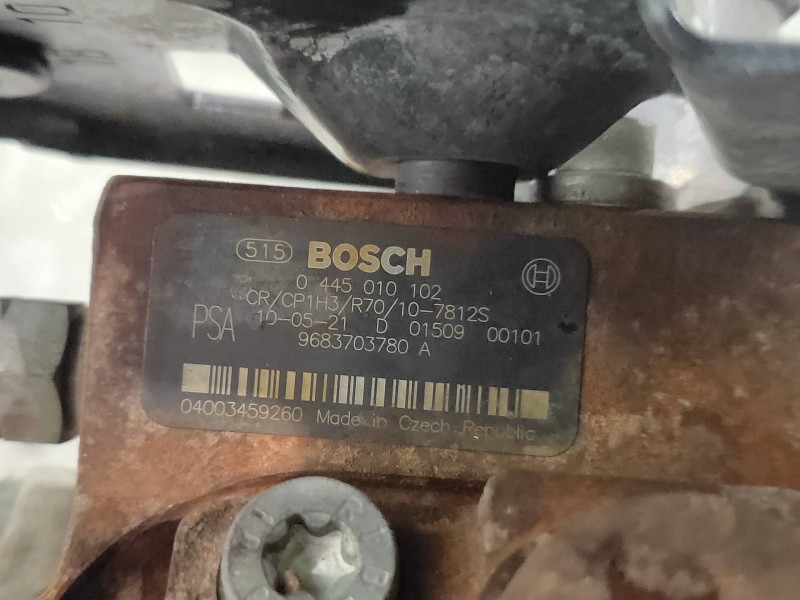 10
515 BOSCH
0 445 010 102
CR/CP1H3/R70/10-7812S
PSA 10-05-21 D 01509 00101
9683703780 A
04003459260 Made in Czech Republic